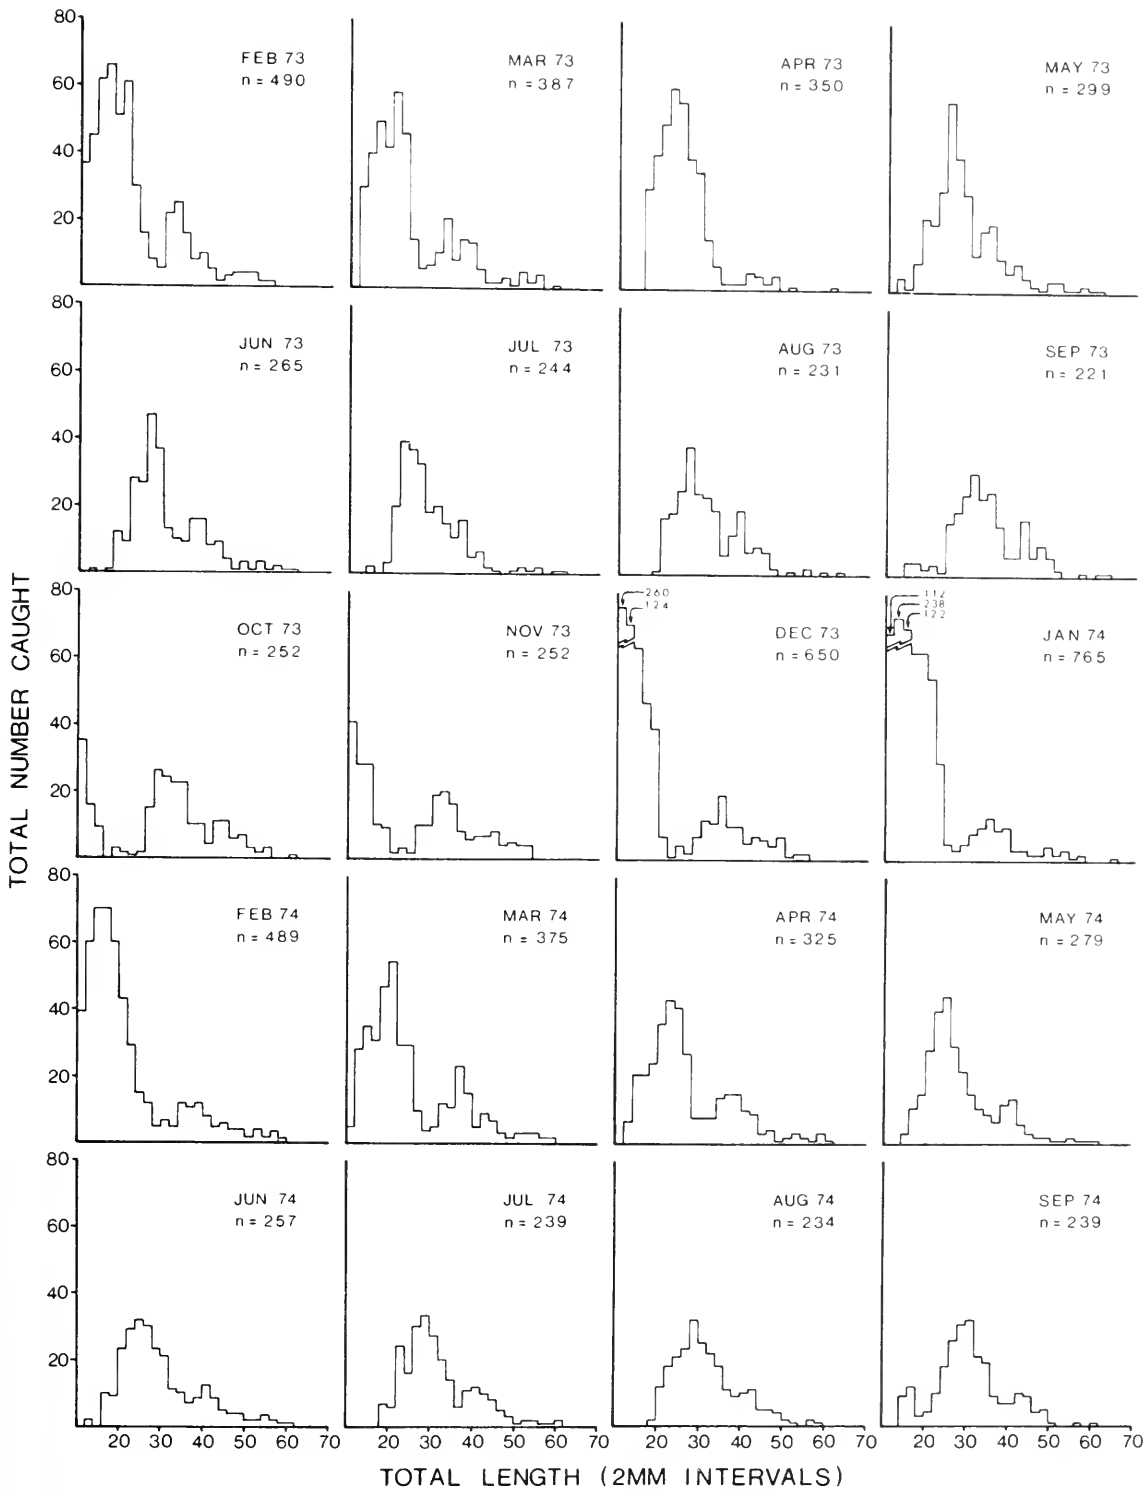 80
60
40
20
FEB 73
n = 490
MAR 73
n = 387
APR 73
n = 350
MAY 73
n = 299
80
60
40
20
JUN 73
n = 265
JUL 73
n = 244
AUG 73
n = 231
SEP 73
n = 221
TOTAL NUMBER CAUGHT
80
60
40
20
OCT 73
n = 252
NOV 73
n = 252
260
124
DEC 73
n = 650
112
238
122
JAN 74
n = 765
80
60
40
20
FEB 74
n = 489
MAR 74
n = 375
APR 74
n = 325
MAY 74
n = 279
80
60
40
20
JUN 74
n = 257
JUL 74
n = 239
AUG 74
n = 234
SEP 74
n = 239
20 30 40 50 60 70 20 30 40 50 60 70 20 30 40 50 60 70 20 30 40 50 60 70
TOTAL LENGTH (2MM INTERVALS)